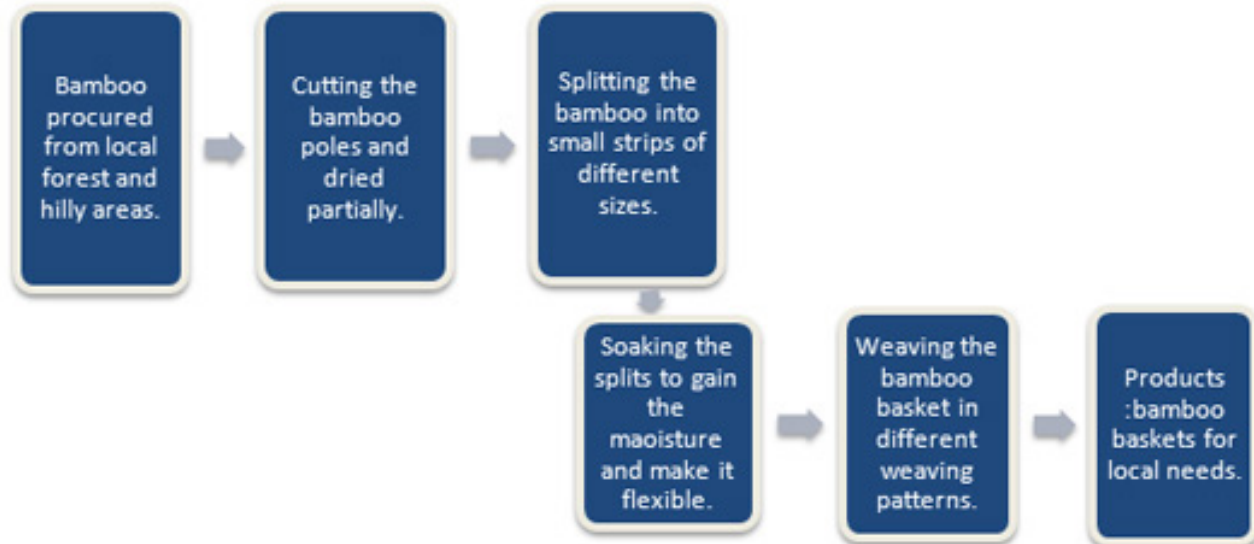 Bamboo
procured
from local
forest and
hilly areas.
Cutting the
bamboo
poles and
dried
partially.
Splitting the
bamboo into
small strips of
different
sizes.
Soaking the
splits to gain
the
maoisture
and make it
flexible.
Weaving the
bamboo
basket in
different
weaving
patterns.
Products
:bamboo
baskets for
local needs.